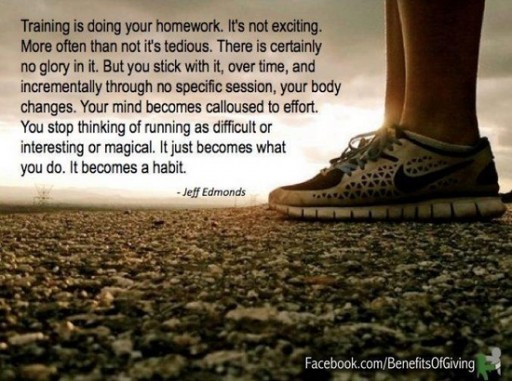 Training is doing your homework. It's not exciting.
More often than not it's tedious. There is certainly
no glory in it. But you stick with it, over time, and
incrementally through no specific session, your body
changes. Your mind becomes calloused to effort.
You stop thinking of running as difficult or
interesting or magical. It just becomes what
you do. It becomes a habit.
- Jeff Edmonds
Facebook.com/BenefitsOfGiving